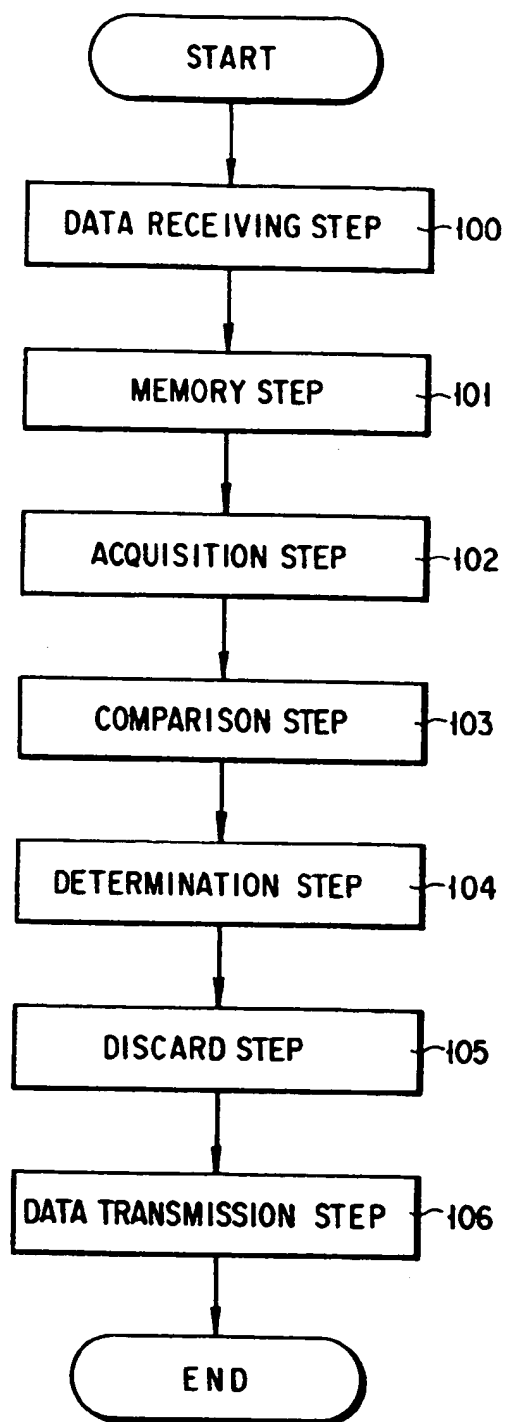 START
DATA RECEIVING STEP 100
MEMORY STEP 101
ACQUISITION STEP 102
COMPARISON STEP 103
DETERMINATION STEP 104
DISCARD STEP 105
DATA TRANSMISSION STEP 106
END